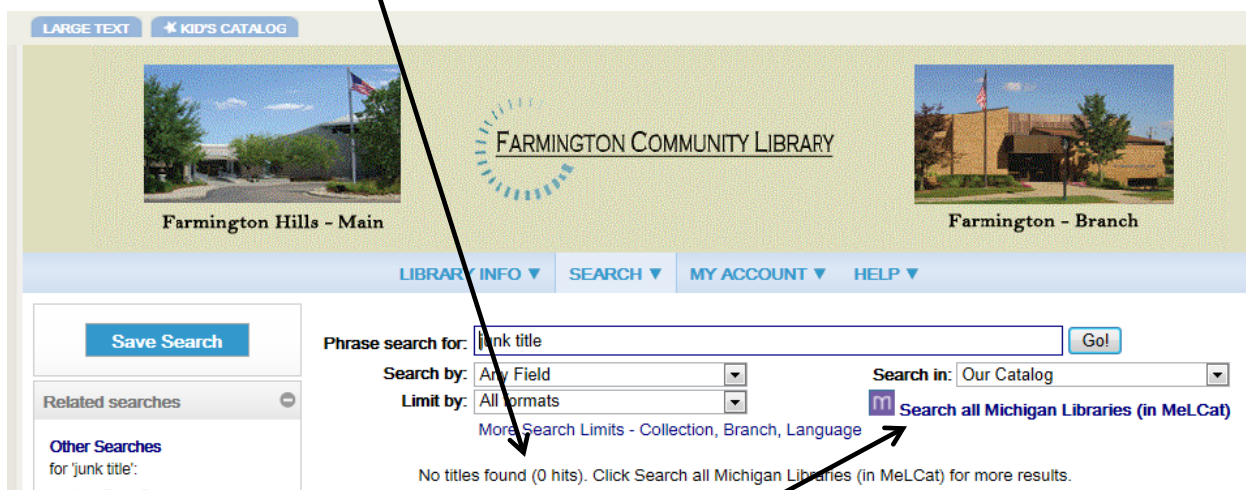 LARGE TEXT KID'S CATALOG
FARMINGTON COMMUNITY LIBRARY
Farmington Hills - Main Farmington - Branch
LIBRARY INFO ▼ SEARCH ▼ MY ACCOUNT ▼ HELP ▼
Save Search
Phrase search for: junk title Go!
Search by: Any Field Search in: Our Catalog
Related searches Limit by: All formats m Search all Michigan Libraries (in MeLCat)
More Search Limits - Collection, Branch, Language
Other Searches
for 'junk title':
No titles found (0 hits). Click Search all Michigan Libraries (in MeLCat) for more results.